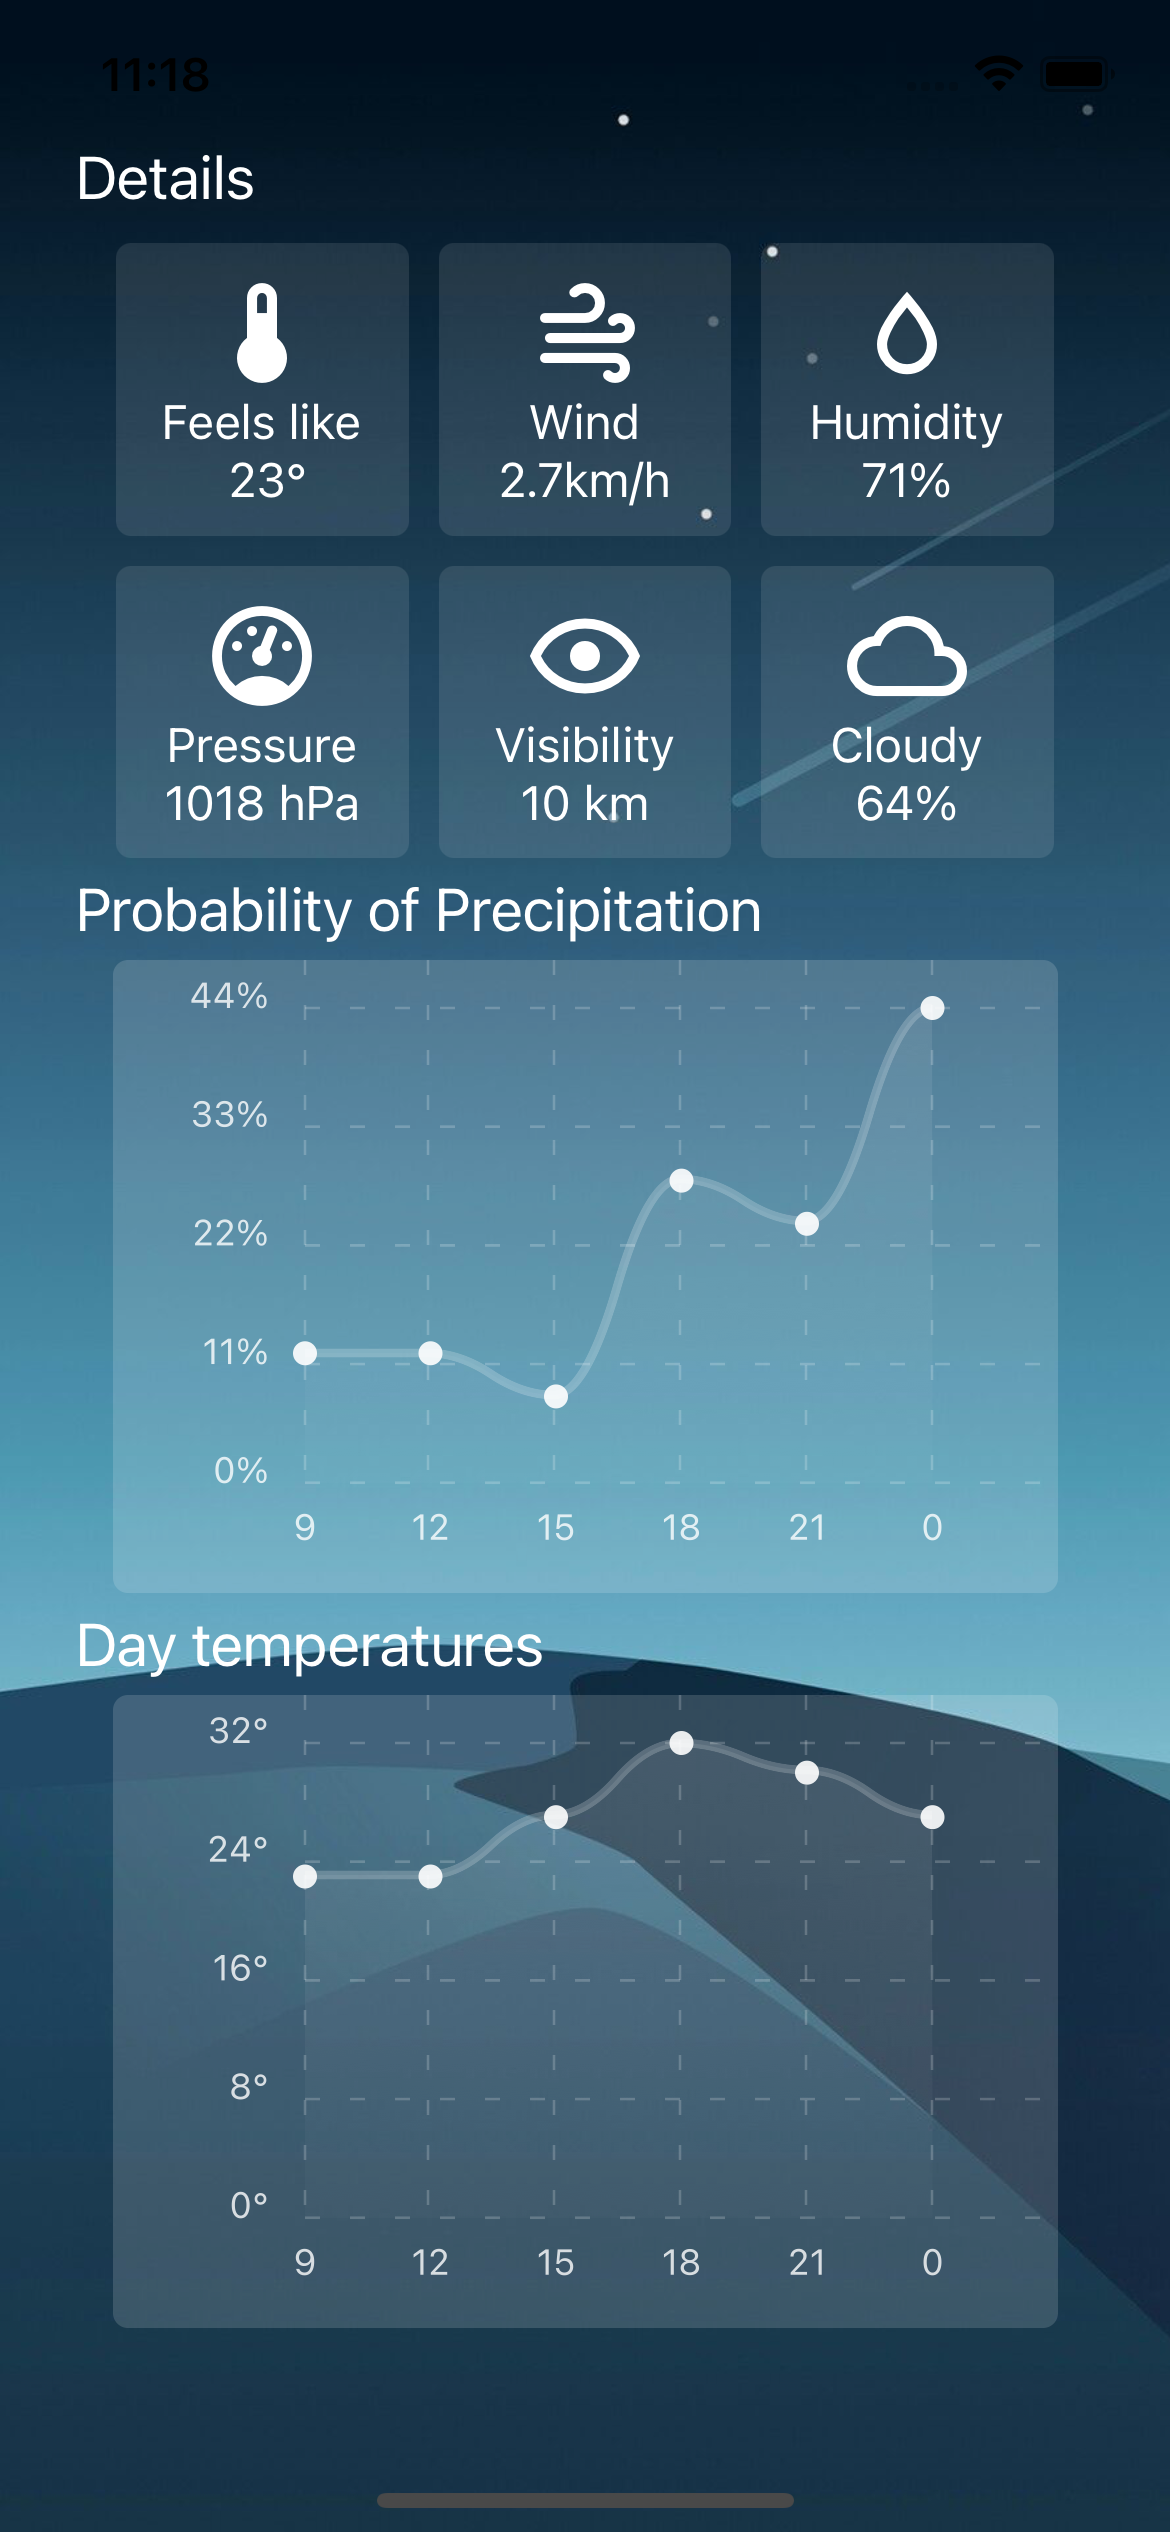 11:18
Details
Feels like
23°
Wind
2.7km/h
Humidity
71%
Pressure
1018 hPa
Visibility
10 km
Cloudy
64%
Probability of Precipitation
44%
33%
22%
11%
0%
9 12 15 18 21 0
Day temperatures
32°
24°
16°
8°
0°
9 12 15 18 21 0